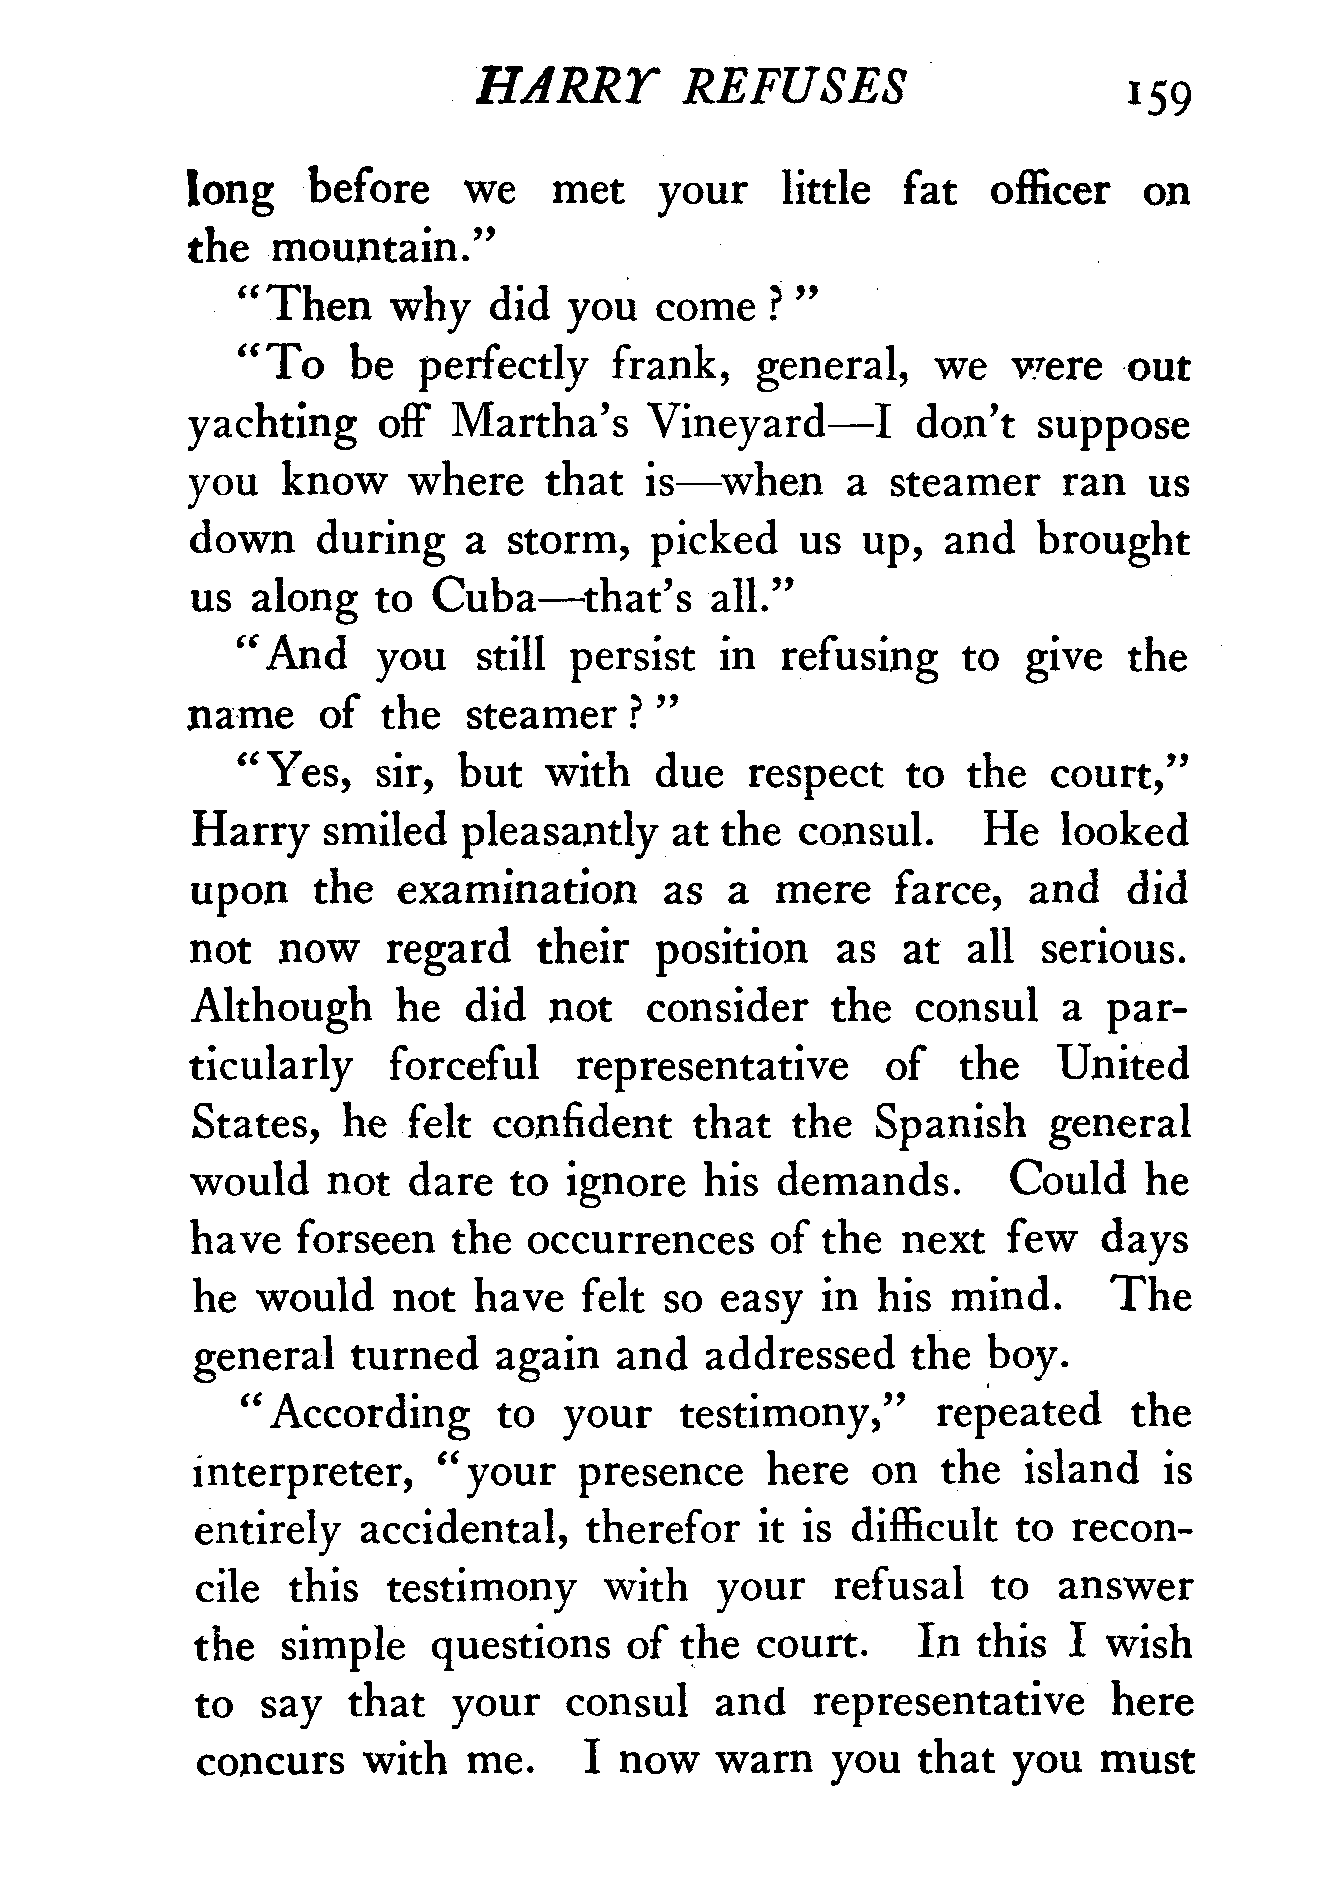 HARRY REFUSES 159
long before we met your little fat officer on
the mountain."
"Then why did you come?"
"To be perfectly frank, general, we were out
yachting off Martha's Vineyard—I don't suppose
you know where that is—when a steamer ran us
down during a storm, picked us up, and brought
us along to Cuba—that's all."
"And you still persist in refusing to give the
name of the steamer?"
"Yes, sir, but with due respect to the court,"
Harry smiled pleasantly at the consul. He looked
upon the examination as a mere farce, and did
not now regard their position as at all serious.
Although he did not consider the consul a par-
ticularly forceful representative of the United
States, he felt confident that the Spanish general
would not dare to ignore his demands. Could he
have forseen the occurrences of the next few days
he would not have felt so easy in his mind. The
general turned again and addressed the boy.
"According to your testimony," repeated the
interpreter, "your presence here on the island is
entirely accidental, therefor it is difficult to recon-
cile this testimony with your refusal to answer
the simple questions of the court. In this I wish
to say that your consul and representative here
concurs with me. I now warn you that you must